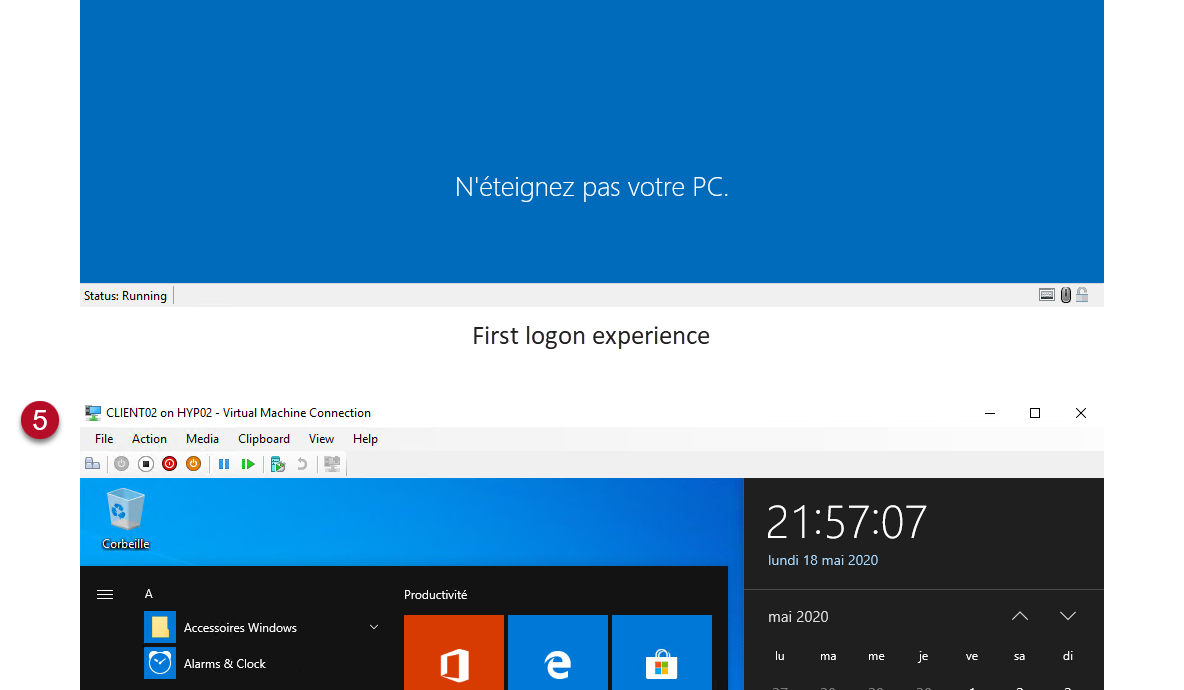 N'éteignez pas votre PC.
Status: Running
First logon experience
5
CLIENT02 on HYP02 - Virtual Machine Connection
File Action Media Clipboard View Help
Corbeille
21:57:07
lundi 18 mai 2020
A
Productivité
Accessoires Windows
Alarms & Clock
mai 2020
lu ma me je ve sa di